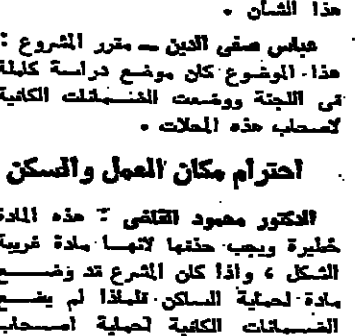 هذا الشأن .
عباس صفى الدين ــ مقرر المشروع :
هذا الموضوع كان موضع دراسة كاملة
فى اللجنة ووضعت الضمانات الكافية
لاصحاب هذه المحلات .
احترام مكان العمل والسكن
الدكتور محمود القاضى : هذه المادة
خطيرة ويجب حذفها لانها مادة غريبة
الشكل ، واذا كان المشرع قد وضع
مادة لحماية الساكن فلماذا لم يضع
الضمانات الكافية لحماية اصحاب